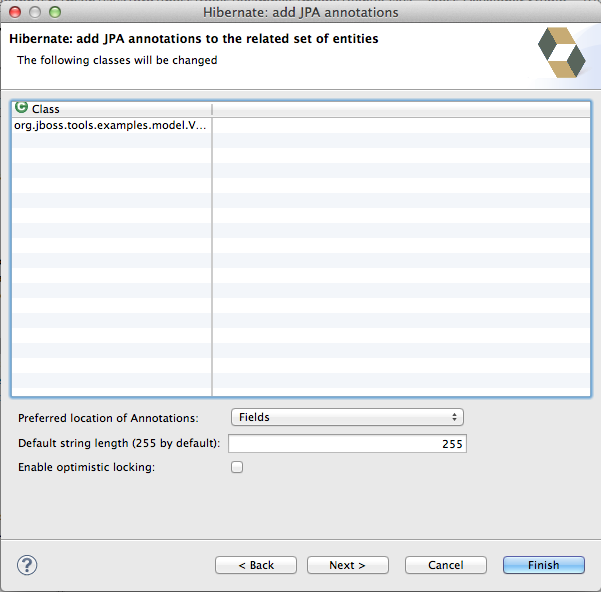 Hibernate: add JPA annotations
Hibernate: add JPA annotations to the related set of entities
The following classes will be changed
C Class
org.jboss.tools.examples.model.V...
Preferred location of Annotations: Fields
Default string length (255 by default): 255
Enable optimistic locking:
? < Back Next > Cancel Finish